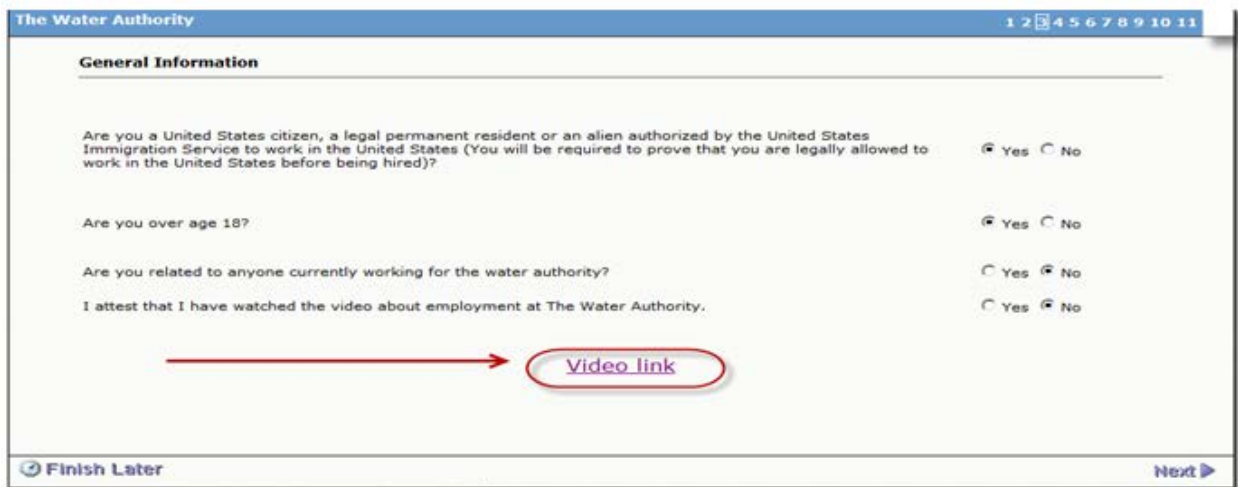 The Water Authority
1 2 3 4 5 6 7 8 9 10 11
General Information
Are you a United States citizen, a legal permanent resident or an alien authorized by the United States
Immigration Service to work in the United States (You will be required to prove that you are legally allowed to
work in the United States before being hired)?
Yes No
Are you over age 18?
Yes No
Are you related to anyone currently working for the water authority?
Yes No
I attest that I have watched the video about employment at The Water Authority.
Yes No
Video link
Finish Later
Next